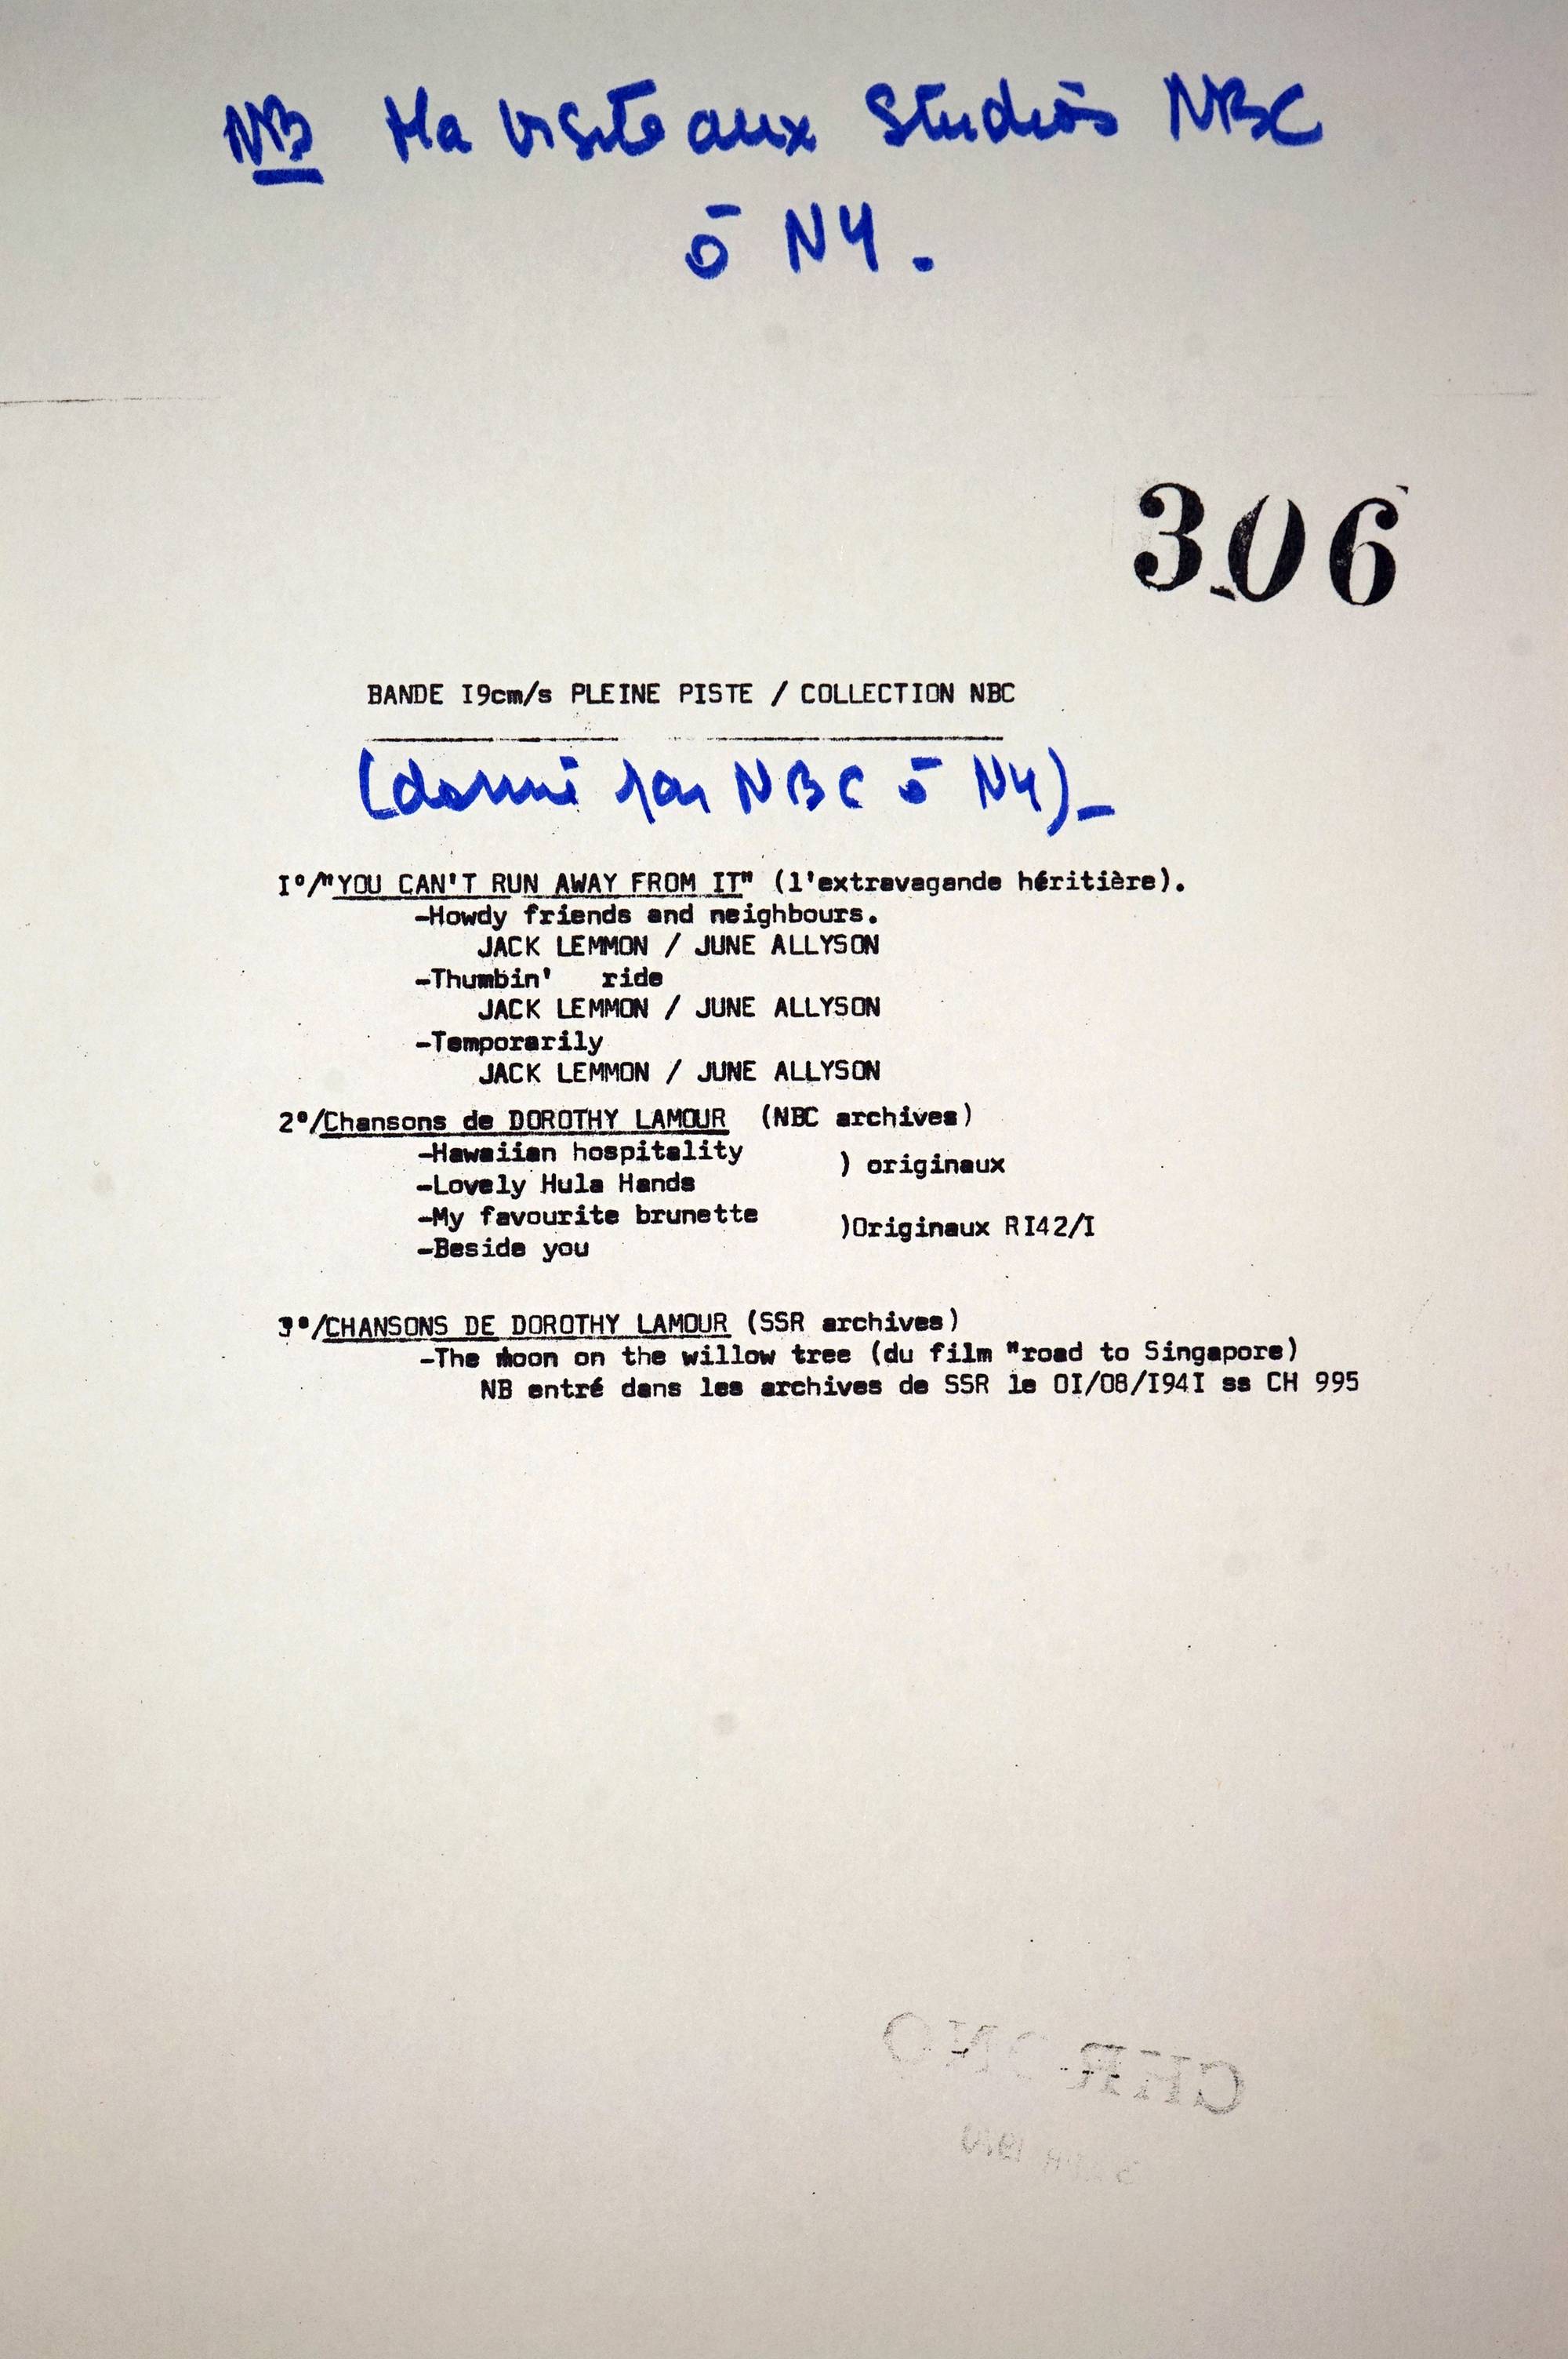 NB Ma visite aux Studios NBC
à NY.
306
BANDE I9cm/s PLEINE PISTE / COLLECTION NBC
(donné par NBC à NY)_
I°/"YOU CAN'T RUN AWAY FROM IT" (l'extravagande héritière).
-Howdy friends and neighbours.
JACK LEMMON / JUNE ALLYSON
-Thumbin' ride
JACK LEMMON / JUNE ALLYSON
-Temporarily
JACK LEMMON / JUNE ALLYSON
2°/Chansons de DOROTHY LAMOUR (NBC archives)
-Hawaiian hospitality
) originaux
-Lovely Hula Hands
-My favourite brunette
)Originaux RI42/I
-Beside you
3°/CHANSONS DE DOROTHY LAMOUR (SSR archives)
-The moon on the willow tree (du film "road to Singapore)
NB entré dans les archives de SSR le OI/08/I94I ss CH 995
CHRONO